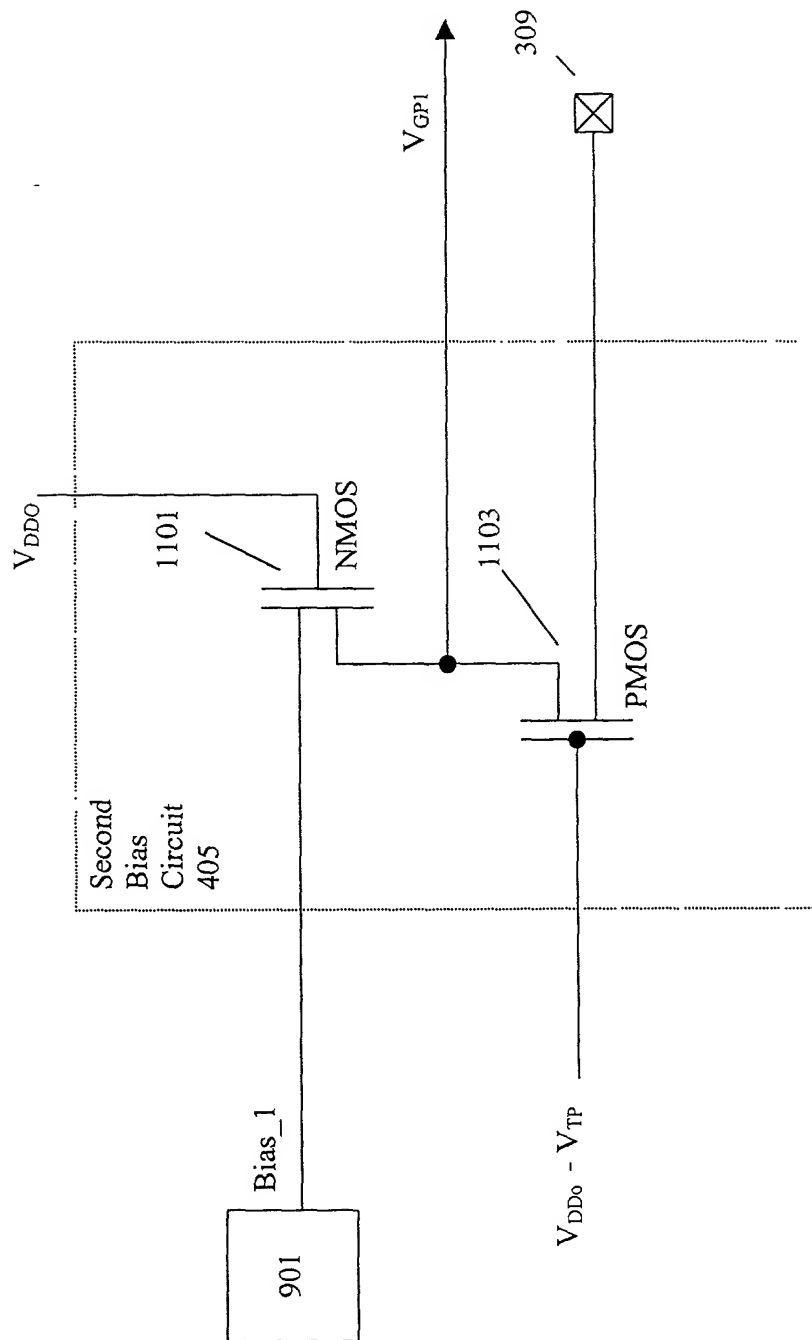 V_DDO
1101
NMOS
Second
Bias
Circuit
405
V_GP1
309
1103
PMOS
Bias_1
901
V_DDo - V_TP